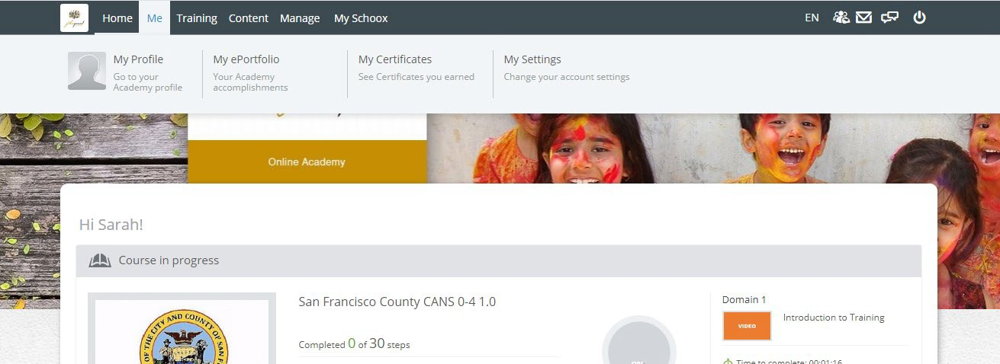 Home Me Training Content Manage My Schoox EN
My Profile
Go to your
Academy profile
My ePortfolio
Your Academy
accomplishments
My Certificates
See Certificates you earned
My Settings
Change your account settings
Online Academy
Hi Sarah!
Course in progress
OF THE CITY AND COUNTY OF SAN
San Francisco County CANS 0-4 1.0
Completed 0 of 30 steps
Domain 1
VIDEO
Introduction to Training
Time to complete: 00:01:16